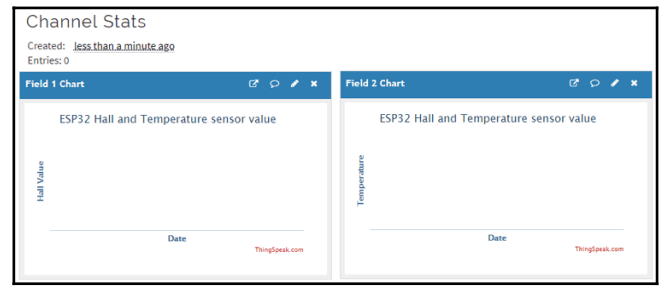 Channel Stats
Created: less than a minute ago
Entries: 0
Field 1 Chart
ESP32 Hall and Temperature sensor value
Hall Value
Date
ThingSpeak.com
Field 2 Chart
ESP32 Hall and Temperature sensor value
Temperature
Date
ThingSpeak.com